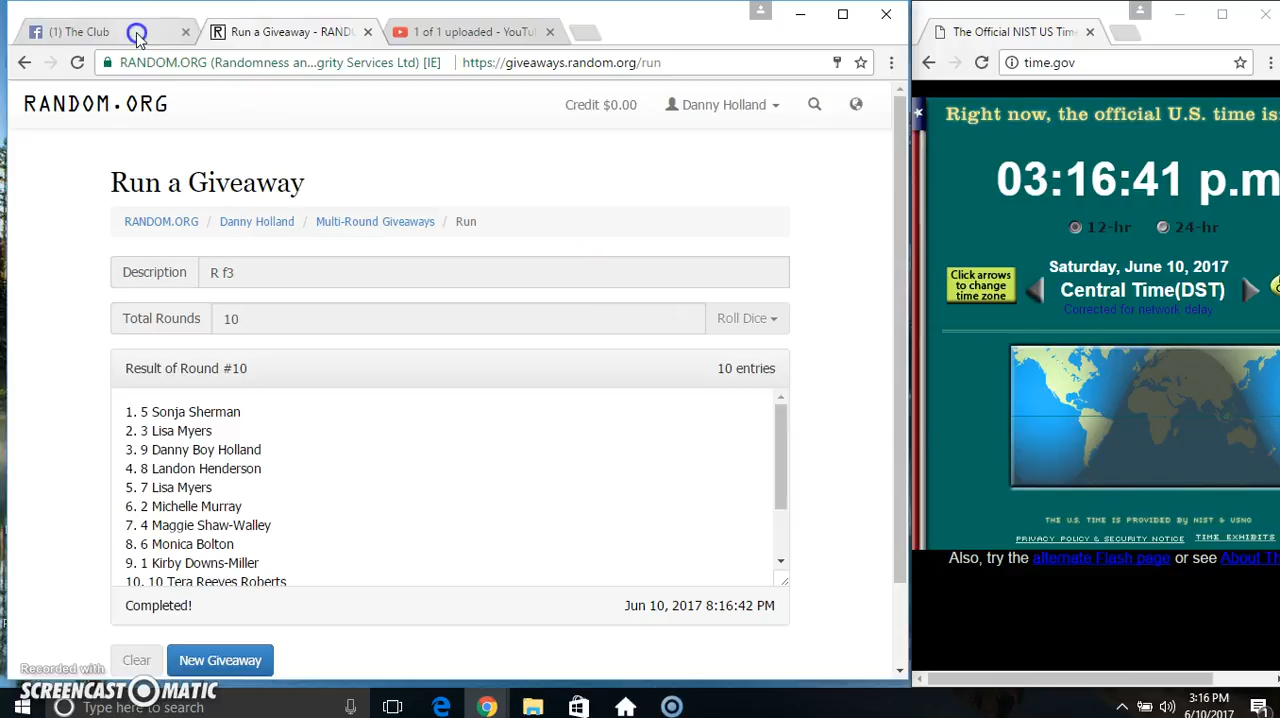 (1) The Club
Run a Giveaway - RAND
1 of 1 uploaded - YouTu
The Official NIST US Tim
RANDOM.ORG (Randomness an...grity Services Ltd) [IE]
https://giveaways.random.org/run
time.gov
RANDOM.ORG
Credit $0.00
Danny Holland
Right now, the official U.S. time is:
03:16:41 p.m
12-hr
24-hr
Click arrows
to change
time zone
Saturday, June 10, 2017
Central Time(DST)
Corrected for network delay
Run a Giveaway
RANDOM.ORG / Danny Holland / Multi-Round Giveaways / Run
Description
R f3
Total Rounds
10
Roll Dice
Result of Round #10
10 entries
1. 5 Sonja Sherman
2. 3 Lisa Myers
3. 9 Danny Boy Holland
4. 8 Landon Henderson
5. 7 Lisa Myers
6. 2 Michelle Murray
7. 4 Maggie Shaw-Walley
8. 6 Monica Bolton
9. 1 Kirby Downs-Miller
10. 10 Tera Reeves Roberts
Completed!
Jun 10, 2017 8:16:42 PM
Clear
New Giveaway
THE U.S. TIME IS PROVIDED BY NIST & USNO
PRIVACY POLICY & SECURITY NOTICE
TIME EXHIBITS
Also, try the alternate Flash page or see About Th
Recorded with
SCREENCAST-O-MATIC
Type here to search
3:16 PM
6/10/2017